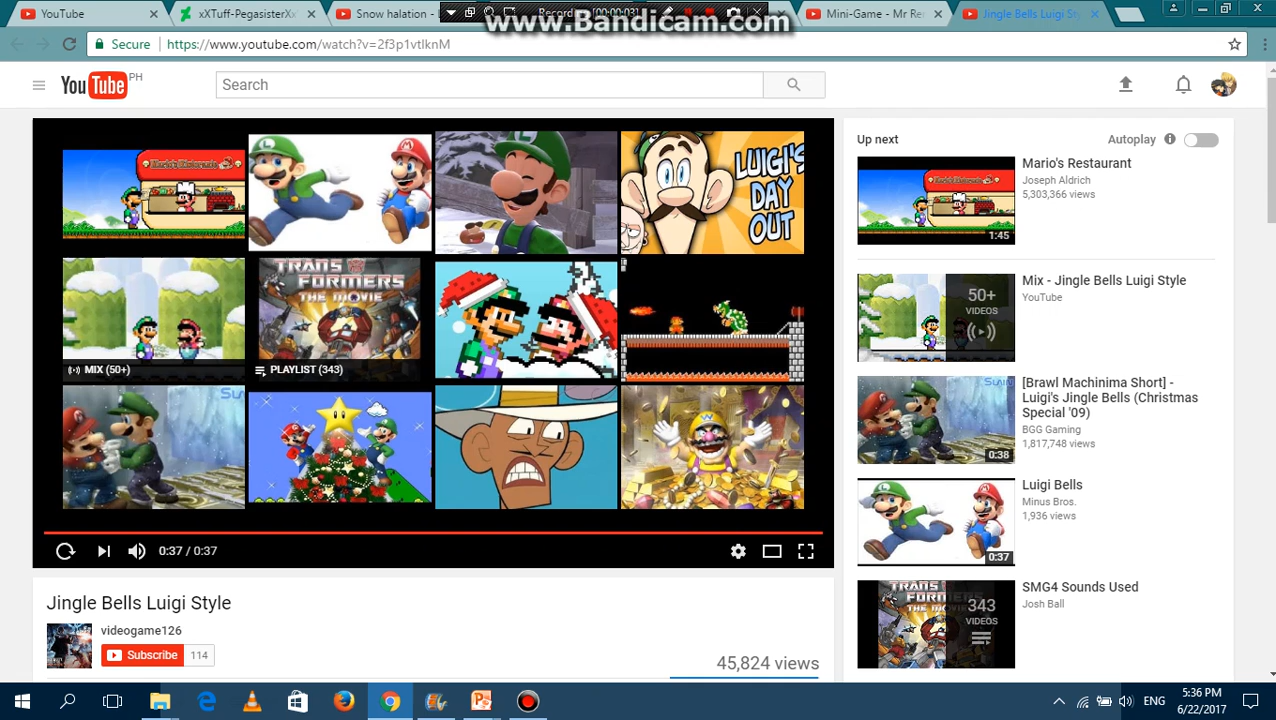 YouTube
xXTuff-PegasisterXx
Snow halation -
Recording [00:00:03]
www.Bandicam.com
Mini-Game - Mr Re
Jingle Bells Luigi St
Secure
https://www.youtube.com/watch?v=2f3p1vtlknM
YouTube PH
Search
LUIGI'S
DAY
OUT
TRANS
FORMERS
THE MOVIE
MIX (50+)
PLAYLIST (343)
0:37 / 0:37
Jingle Bells Luigi Style
videogame126
Subscribe 114
45,824 views
Up next
Autoplay
Mario's Restaurant
Joseph Aldrich
5,303,366 views
1:45
Mix - Jingle Bells Luigi Style
YouTube
50+
VIDEOS
[Brawl Machinima Short] -
Luigi's Jingle Bells (Christmas
Special '09)
BGG Gaming
1,817,748 views
0:38
Luigi Bells
Minus Bros.
1,936 views
0:37
SMG4 Sounds Used
Josh Ball
343
VIDEOS
ENG
5:36 PM
6/22/2017